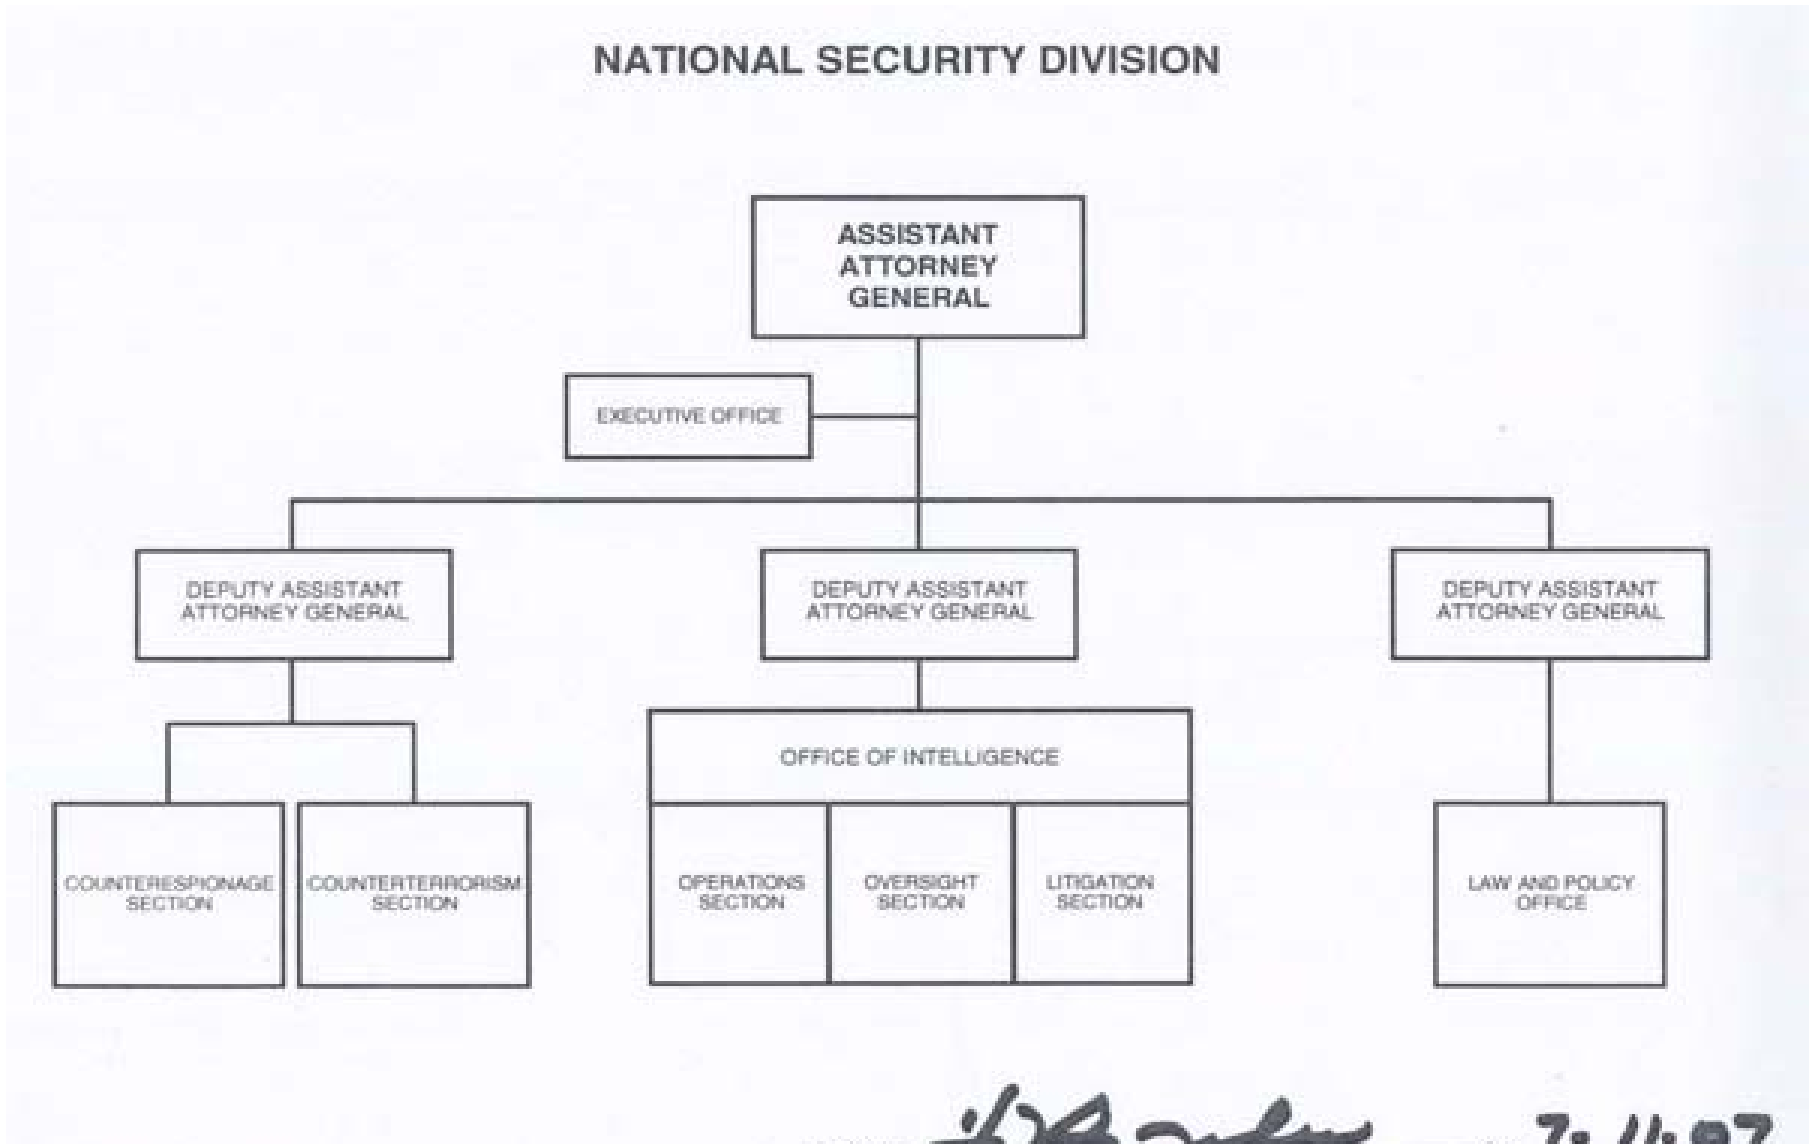 NATIONAL SECURITY DIVISION
ASSISTANT
ATTORNEY
GENERAL
EXECUTIVE OFFICE
DEPUTY ASSISTANT
ATTORNEY GENERAL
DEPUTY ASSISTANT
ATTORNEY GENERAL
DEPUTY ASSISTANT
ATTORNEY GENERAL
OFFICE OF INTELLIGENCE
COUNTERESPIONAGE
SECTION
COUNTERTERRORISM
SECTION
OPERATIONS
SECTION
OVERSIGHT
SECTION
LITIGATION
SECTION
LAW AND POLICY
OFFICE